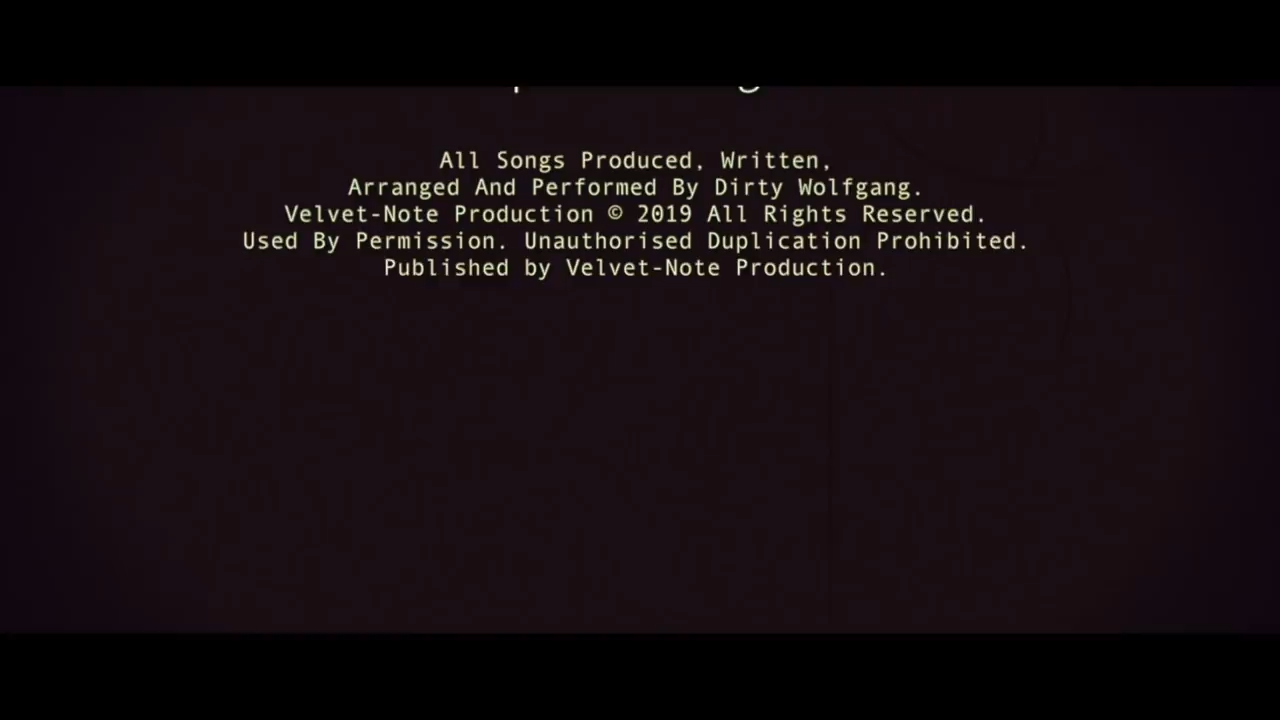 All Songs Produced, Written,
Arranged And Performed By Dirty Wolfgang.
Velvet-Note Production © 2019 All Rights Reserved.
Used By Permission. Unauthorised Duplication Prohibited.
Published by Velvet-Note Production.